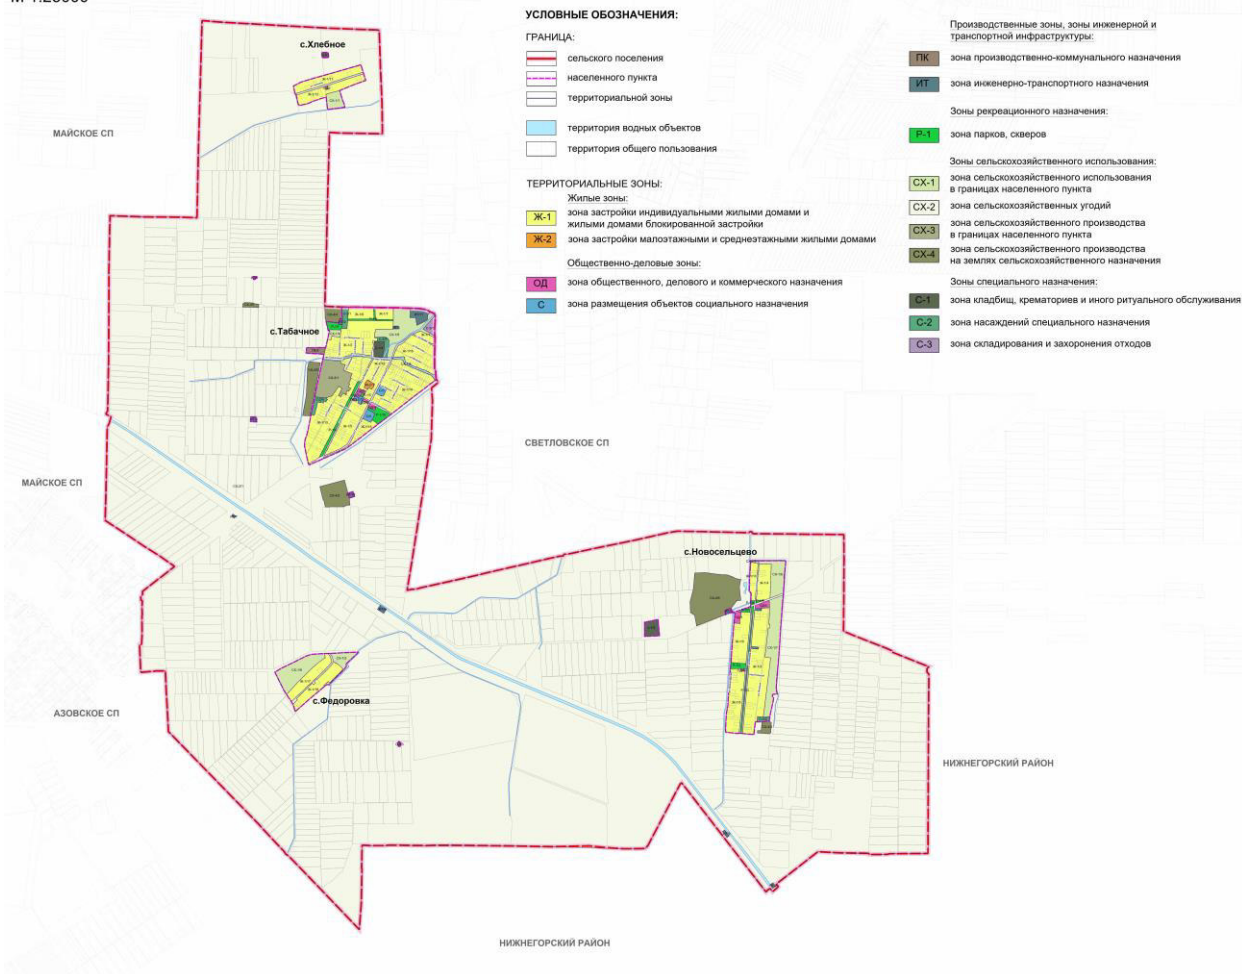 УСЛОВНЫЕ ОБОЗНАЧЕНИЯ:
ГРАНИЦА:
сельского поселения
населенного пункта
территориальной зоны
территория водных объектов
территория общего пользования
ТЕРРИТОРИАЛЬНЫЕ ЗОНЫ:
Жилые зоны:
Ж-1 зона застройки индивидуальными жилыми домами и
жилыми домами блокированной застройки
Ж-2 зона застройки малоэтажными и среднеэтажными жилыми домами
Общественно-деловые зоны:
ОД зона общественного, делового и коммерческого назначения
С зона размещения объектов социального назначения
Производственные зоны, зоны инженерной и
транспортной инфраструктуры:
ПК зона производственно-коммунального назначения
ИТ зона инженерно-транспортного назначения
Зоны рекреационного назначения:
Р-1 зона парков, скверов
Зоны сельскохозяйственного использования:
СХ-1 зона сельскохозяйственного использования
в границах населенного пункта
СХ-2 зона сельскохозяйственных угодий
СХ-3 зона сельскохозяйственного производства
в границах населенного пункта
СХ-4 зона сельскохозяйственного производства
на землях сельскохозяйственного назначения
Зоны специального назначения:
С-1 зона кладбищ, крематориев и иного ритуального обслуживания
С-2 зона насаждений специального назначения
С-3 зона складирования и захоронения отходов
с.Хлебное
МАЙСКОЕ СП
с.Табачное
СВЕТЛОВСКОЕ СП
МАЙСКОЕ СП
с.Новосельцево
с.Федоровка
АЗОВСКОЕ СП
НИЖНЕГОРСКИЙ РАЙОН
НИЖНЕГОРСКИЙ РАЙОН